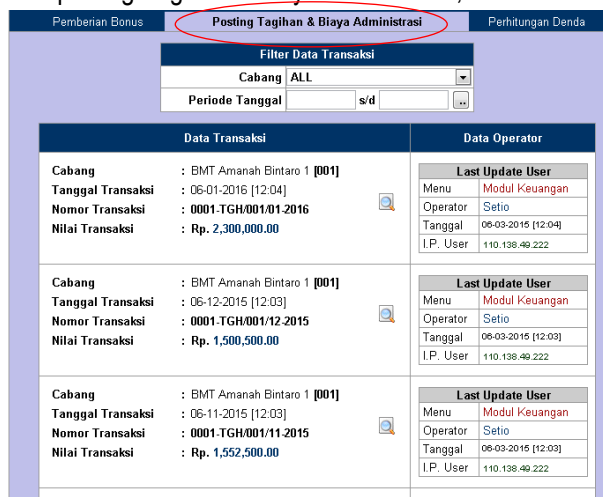 Pemberian Bonus Posting Tagihan & Biaya Administrasi Perhitungan Denda
Filter Data Transaksi
Cabang ALL
Periode Tanggal s/d ..
Data Transaksi Data Operator
Cabang : BMT Amanah Bintaro 1 [001]
Tanggal Transaksi : 06-01-2016 [12:04]
Nomor Transaksi : 0001-TGH/001/01-2016
Nilai Transaksi : Rp. 2,300,000.00
Last Update User
Menu Modul Keuangan
Operator Setio
Tanggal 06-03-2015 [12:04]
I.P. User 110.138.49.222
Cabang : BMT Amanah Bintaro 1 [001]
Tanggal Transaksi : 06-12-2015 [12:03]
Nomor Transaksi : 0001-TGH/001/12-2015
Nilai Transaksi : Rp. 1,500,500.00
Last Update User
Menu Modul Keuangan
Operator Setio
Tanggal 06-03-2015 [12:03]
I.P. User 110.138.49.222
Cabang : BMT Amanah Bintaro 1 [001]
Tanggal Transaksi : 06-11-2015 [12:03]
Nomor Transaksi : 0001-TGH/001/11-2015
Nilai Transaksi : Rp. 1,552,500.00
Last Update User
Menu Modul Keuangan
Operator Setio
Tanggal 06-03-2015 [12:03]
I.P. User 110.138.49.222